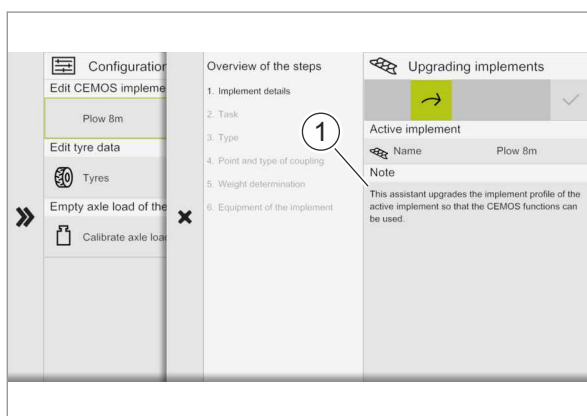 Configuration
Edit CEMOS impleme
Plow 8m
Edit tyre data
Tyres
Empty axle load of the
Calibrate axle loa
Overview of the steps
1. Implement details
2. Task
3. Type
4. Point and type of coupling
5. Weight determination
6. Equipment of the implement
1
Upgrading implements
Active implement
Name Plow 8m
Note
This assistant upgrades the implement profile of the
active implement so that the CEMOS functions can
be used.